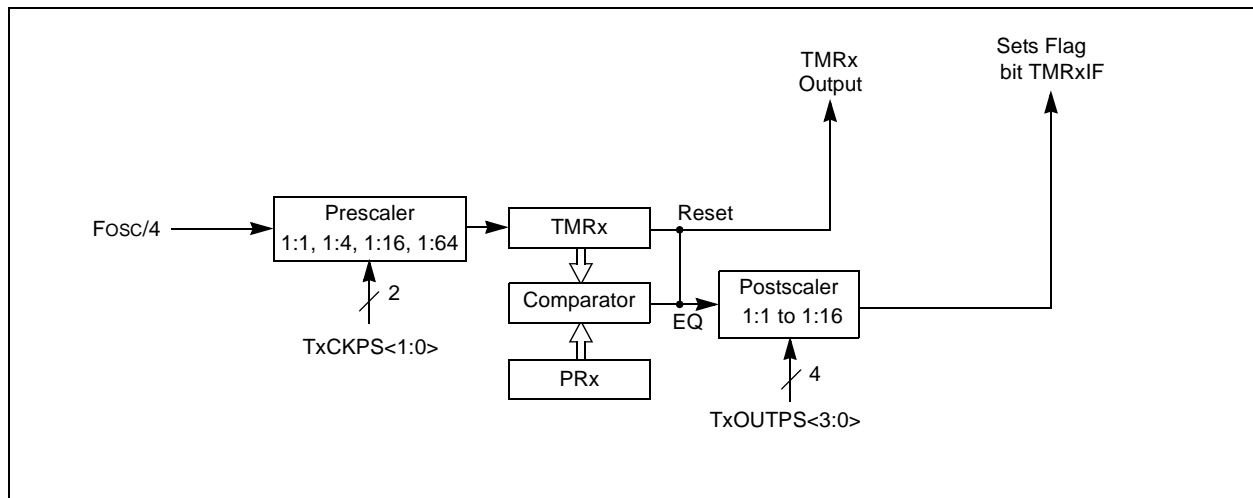 TMRx
Output
Sets Flag
bit TMRxIF
Fosc/4
Prescaler
1:1, 1:4, 1:16, 1:64
2
TxCKPS<1:0>
TMRx
Reset
Comparator
EQ
PRx
Postscaler
1:1 to 1:16
4
TxOUTPS<3:0>